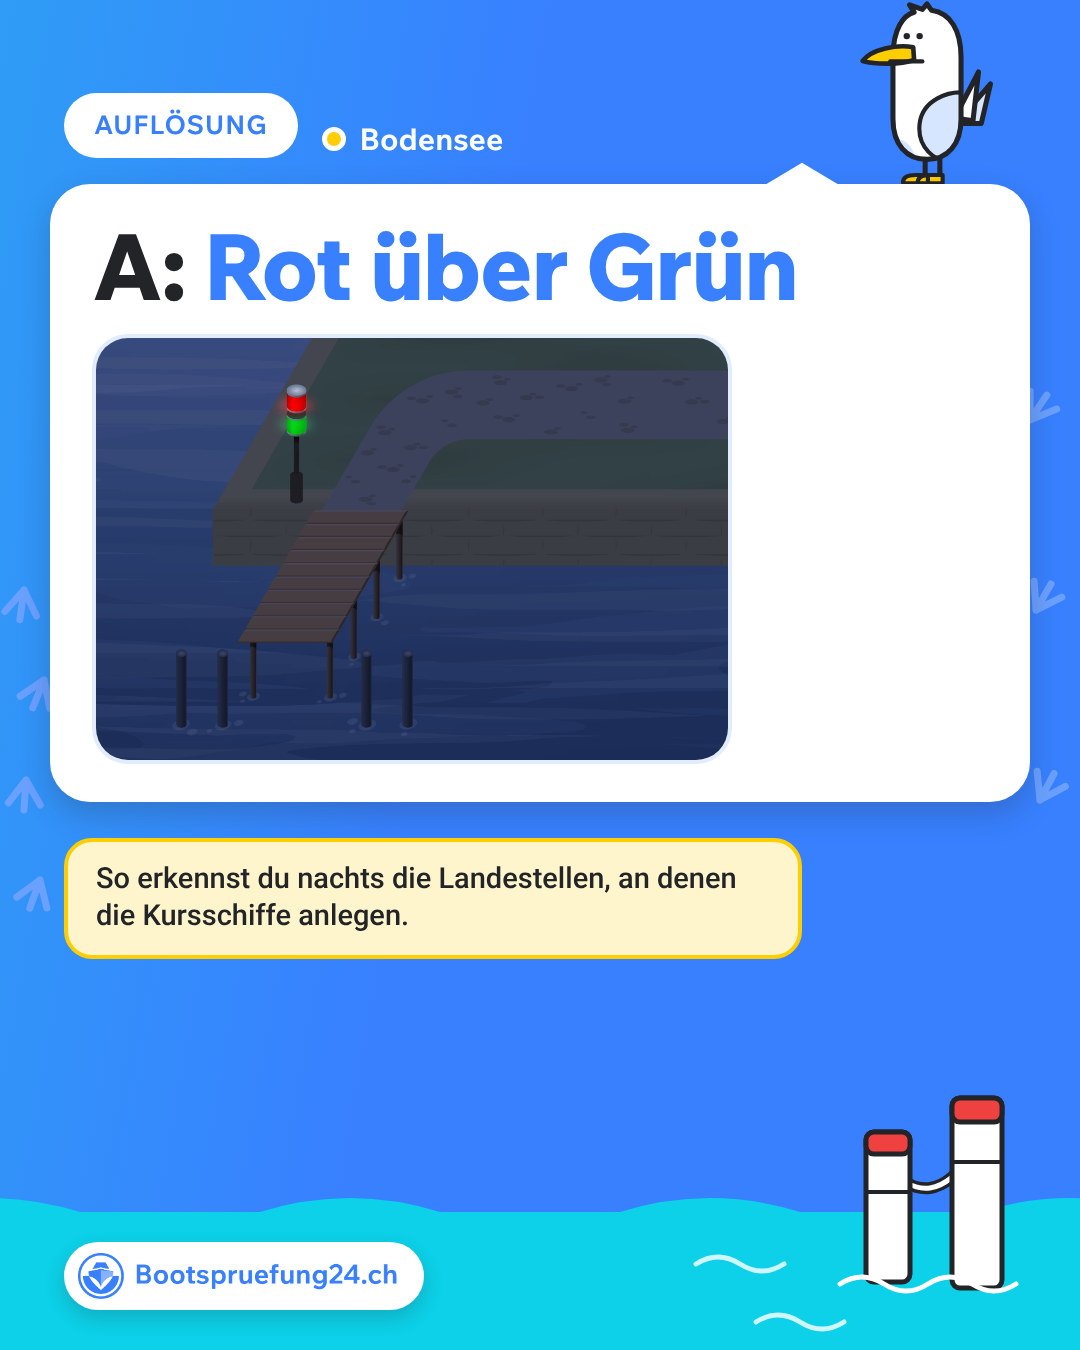 AUFLÖSUNG
Bodensee
A: Rot über Grün
So erkennst du nachts die Landestellen, an denen
die Kursschiffe anlegen.
Bootspruefung24.ch